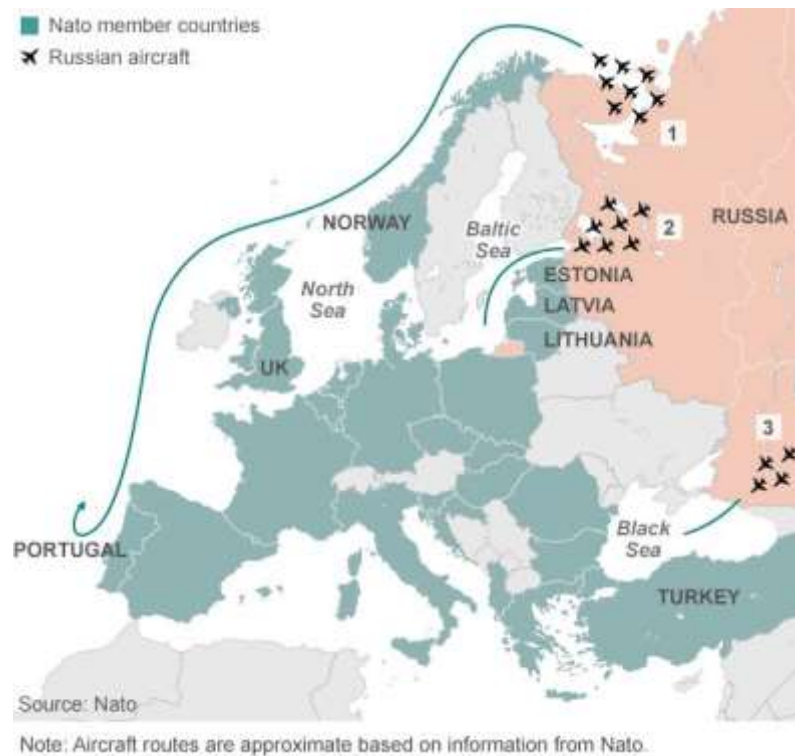 Nato member countries
Russian aircraft
1
RUSSIA
2
NORWAY
Baltic
Sea
ESTONIA
North
Sea
LATVIA
LITHUANIA
UK
3
Black
Sea
PORTUGAL
TURKEY
Source: Nato
Note: Aircraft routes are approximate based on information from Nato